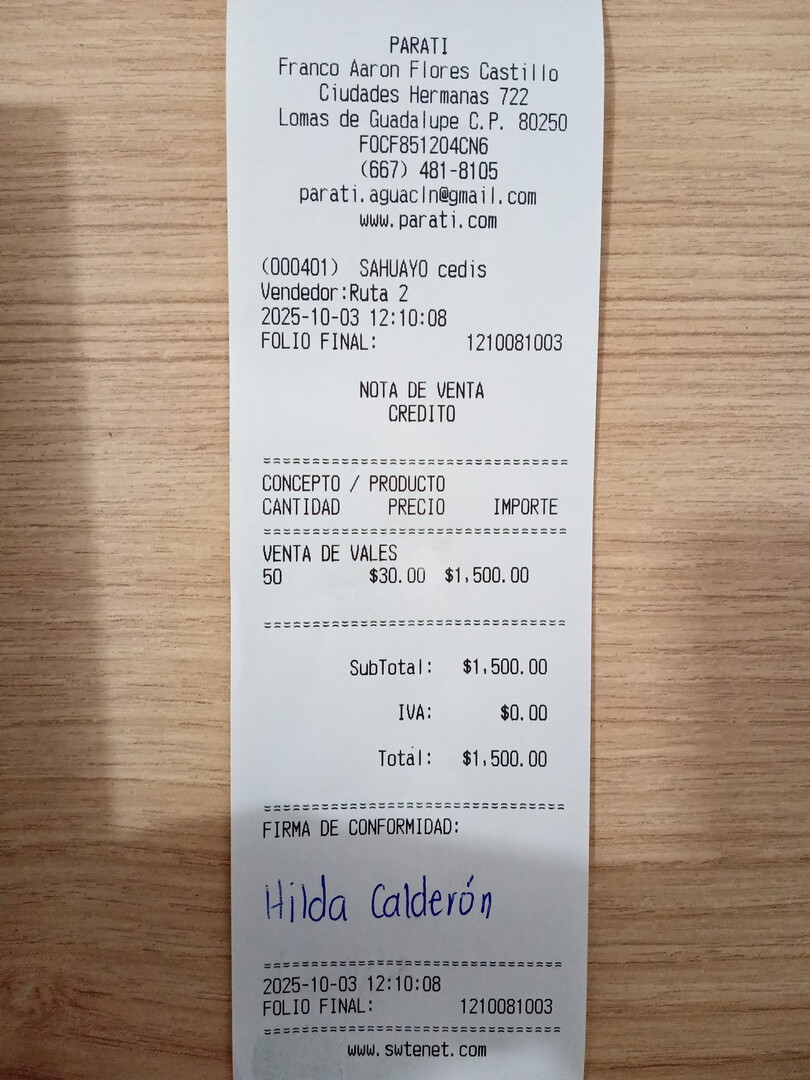 PARATI
Franco Aaron Flores Castillo
Ciudades Hermanas 722
Lomas de Guadalupe C.P. 80250
FOCF851204CN6
(667) 481-8105
parati.aguacln@gmail.com
www.parati.com
(000401) SAHUAYO cedis
Vendedor:Ruta 2
2025-10-03 12:10:08
FOLIO FINAL: 1210081003
NOTA DE VENTA
CREDITO
===============================
CONCEPTO / PRODUCTO
CANTIDAD PRECIO IMPORTE
===============================
VENTA DE VALES
50 $30.00 $1,500.00
===============================
SubTotal: $1,500.00
IVA: $0.00
Total: $1,500.00
===============================
FIRMA DE CONFORMIDAD:
Hilda Calderón
===============================
2025-10-03 12:10:08
FOLIO FINAL: 1210081003
===============================
www.swtenet.com